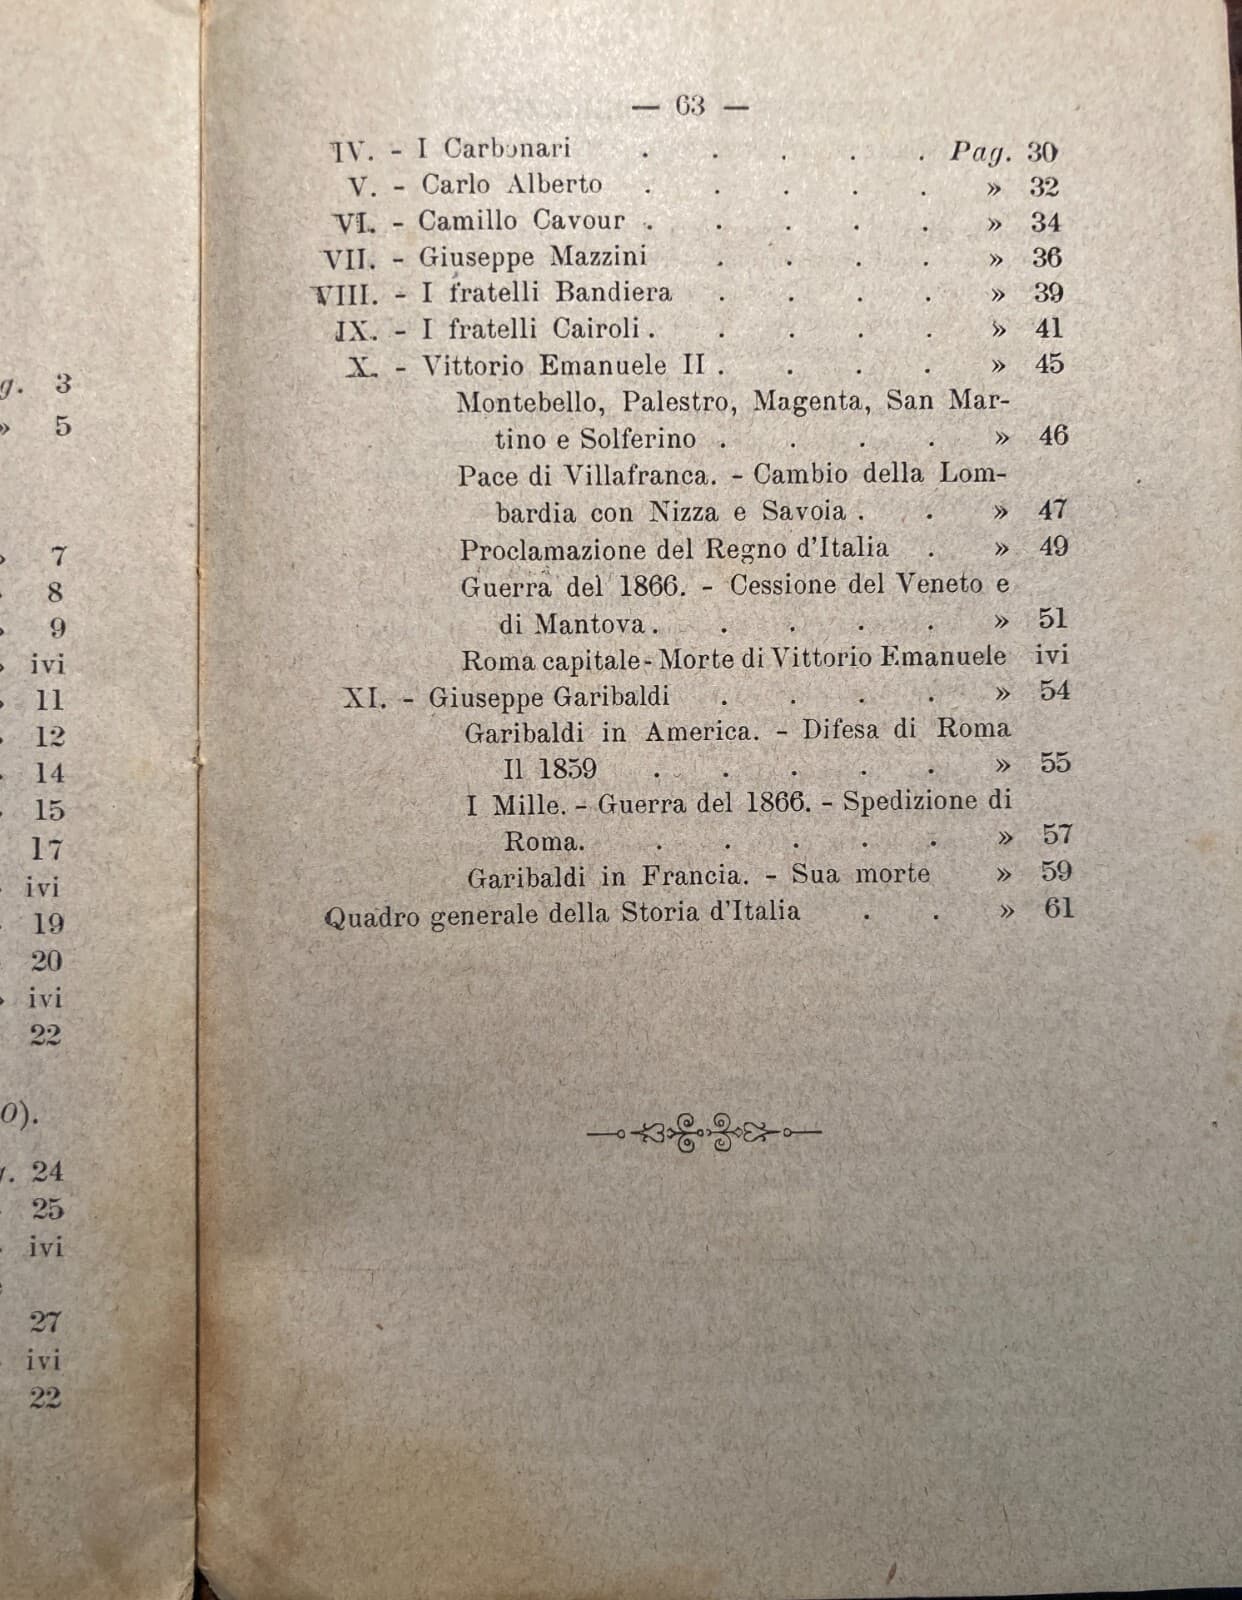 g. 3
» 5
7
8
9
ivi
11
12
14
15
17
ivi
19
20
» ivi
22
0).
. 24
25
ivi
27
ivi
22
— 63 —
IV. - I Carbonari . . . . . Pag. 30
V. - Carlo Alberto . . . . . » 32
VI. - Camillo Cavour . . . . . » 34
VII. - Giuseppe Mazzini . . . . » 36
VIII. - I fratelli Bandiera . . . . » 39
IX. - I fratelli Cairoli . . . . . » 41
X. - Vittorio Emanuele II . . . . » 45
Montebello, Palestro, Magenta, San Mar-
tino e Solferino . . . . » 46
Pace di Villafranca. - Cambio della Lom-
bardia con Nizza e Savoia . . » 47
Proclamazione del Regno d'Italia . » 49
Guerra del 1866. - Cessione del Veneto e
di Mantova . . . . . » 51
Roma capitale - Morte di Vittorio Emanuele ivi
XI. - Giuseppe Garibaldi . . . . » 54
Garibaldi in America. - Difesa di Roma
Il 1859 . . . . . » 55
I Mille. - Guerra del 1866. - Spedizione di
Roma. . . . . . » 57
Garibaldi in Francia. - Sua morte » 59
Quadro generale della Storia d'Italia . . » 61